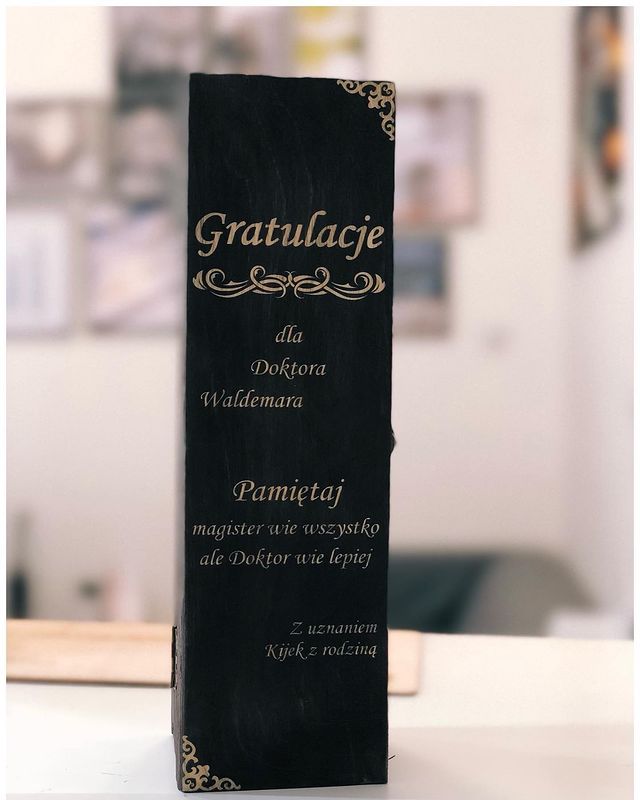 Gratulacje
dla
Doktora
Waldemara
Pamiętaj
magister wie wszystko
ale Doktor wie lepiej
Z uznaniem
Kijek z rodziną